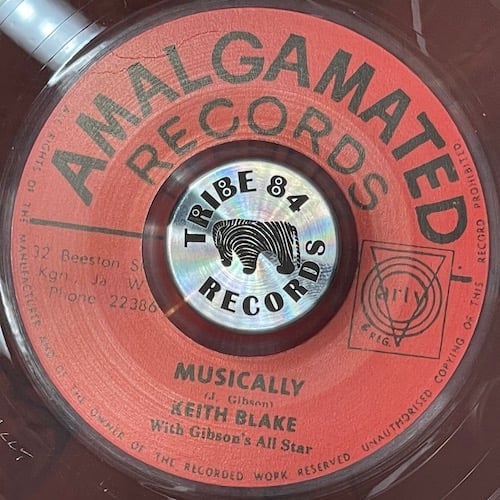 AMALGAMATED
RECORDS
TRIBE 84
RECORDS
32 Beeston S
Kgn. Ja. W.
Phone 22386
arly
& REG.
MUSICALLY
(J. Gibson)
KEITH BLAKE
With Gibson's All Star
ALL RIGHTS OF THE MANUFACTURER AND OF THE OWNER OF THE RECORDED WORK RESERVED UNAUTHORISED COPYING OF THIS RECORD PROHIBITED